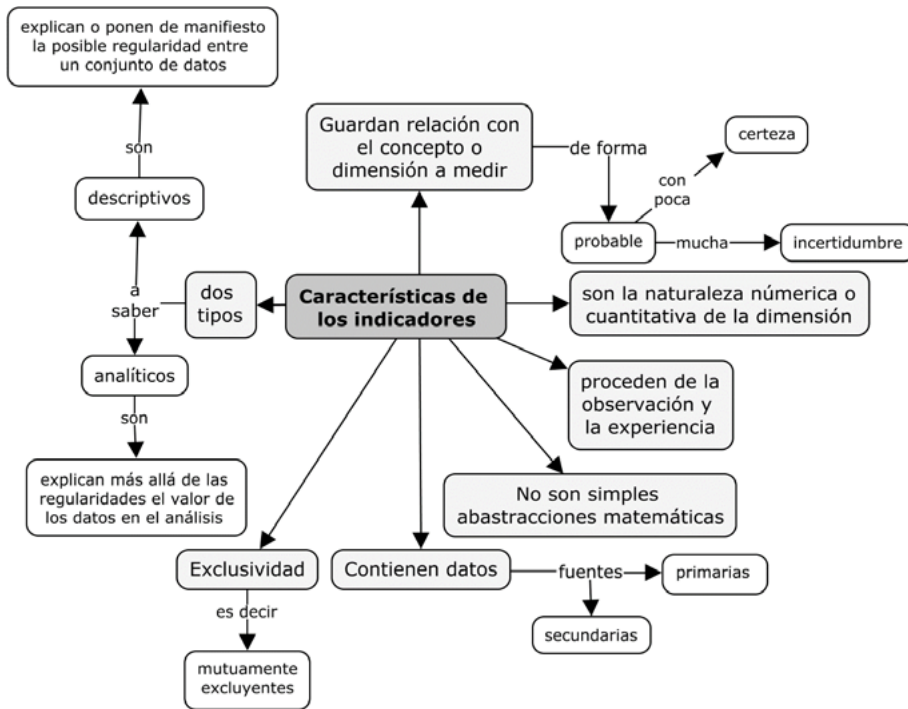 explican o ponen de manifiesto
la posible regularidad entre
un conjunto de datos
son
descriptivos
a
saber
dos
tipos
analíticos
son
explican más allá de las
regularidades el valor de
los datos en el análisis
Características de
los indicadores
Guardan relación con
el concepto o
dimensión a medir
de forma
probable
con
poca
certeza
mucha
incertidumbre
son la naturaleza númerica o
cuantitativa de la dimensión
proceden de la
observación y
la experiencia
No son simples
abastracciones matemáticas
Contienen datos
fuentes
primarias
secundarias
Exclusividad
es decir
mutuamente
excluyentes